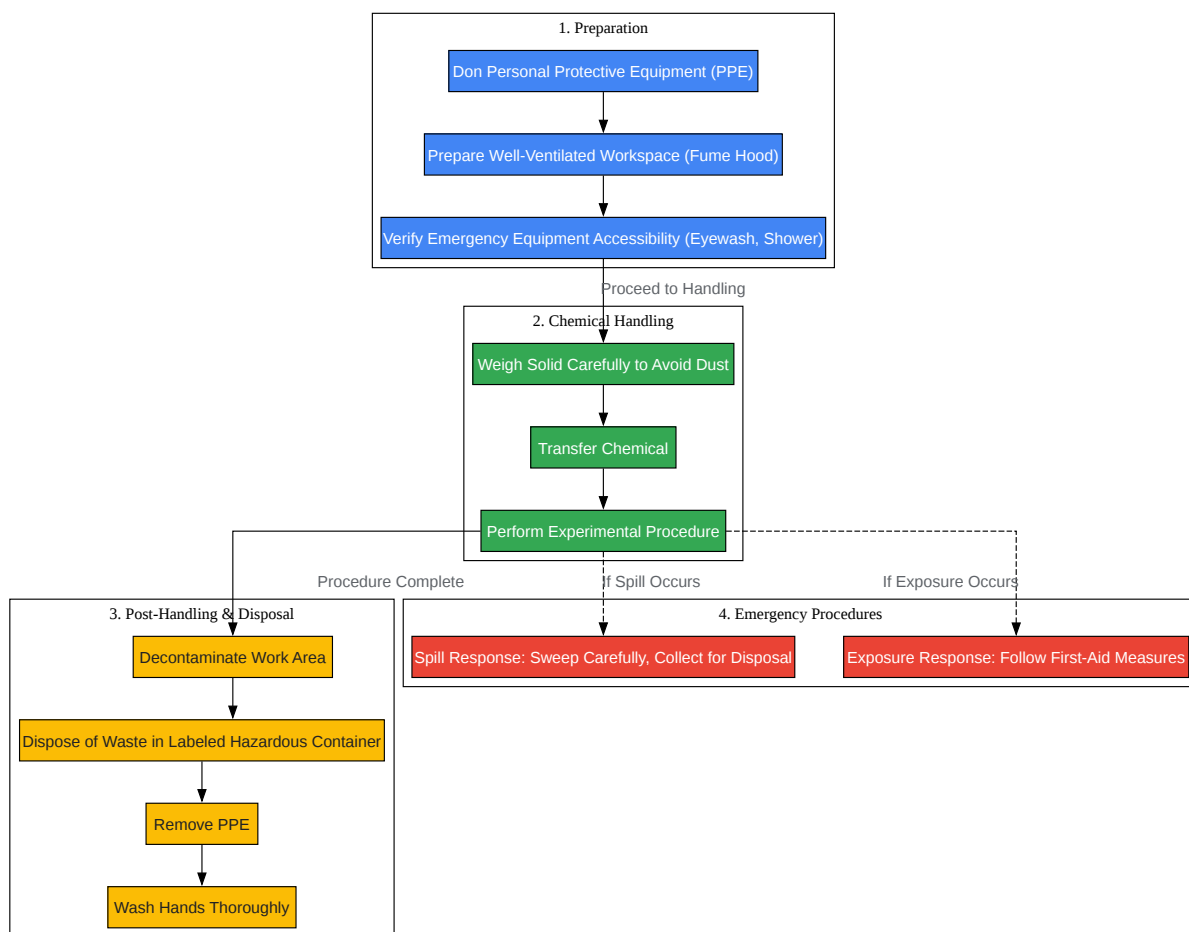 1. Preparation
Don Personal Protective Equipment (PPE)
Prepare Well-Ventilated Workspace (Fume Hood)
Verify Emergency Equipment Accessibility (Eyewash, Shower)
Proceed to Handling
2. Chemical Handling
Weigh Solid Carefully to Avoid Dust
Transfer Chemical
Perform Experimental Procedure
Procedure Complete
If Spill Occurs
If Exposure Occurs
3. Post-Handling & Disposal
Decontaminate Work Area
Dispose of Waste in Labeled Hazardous Container
Remove PPE
Wash Hands Thoroughly
4. Emergency Procedures
Spill Response: Sweep Carefully, Collect for Disposal
Exposure Response: Follow First-Aid Measures